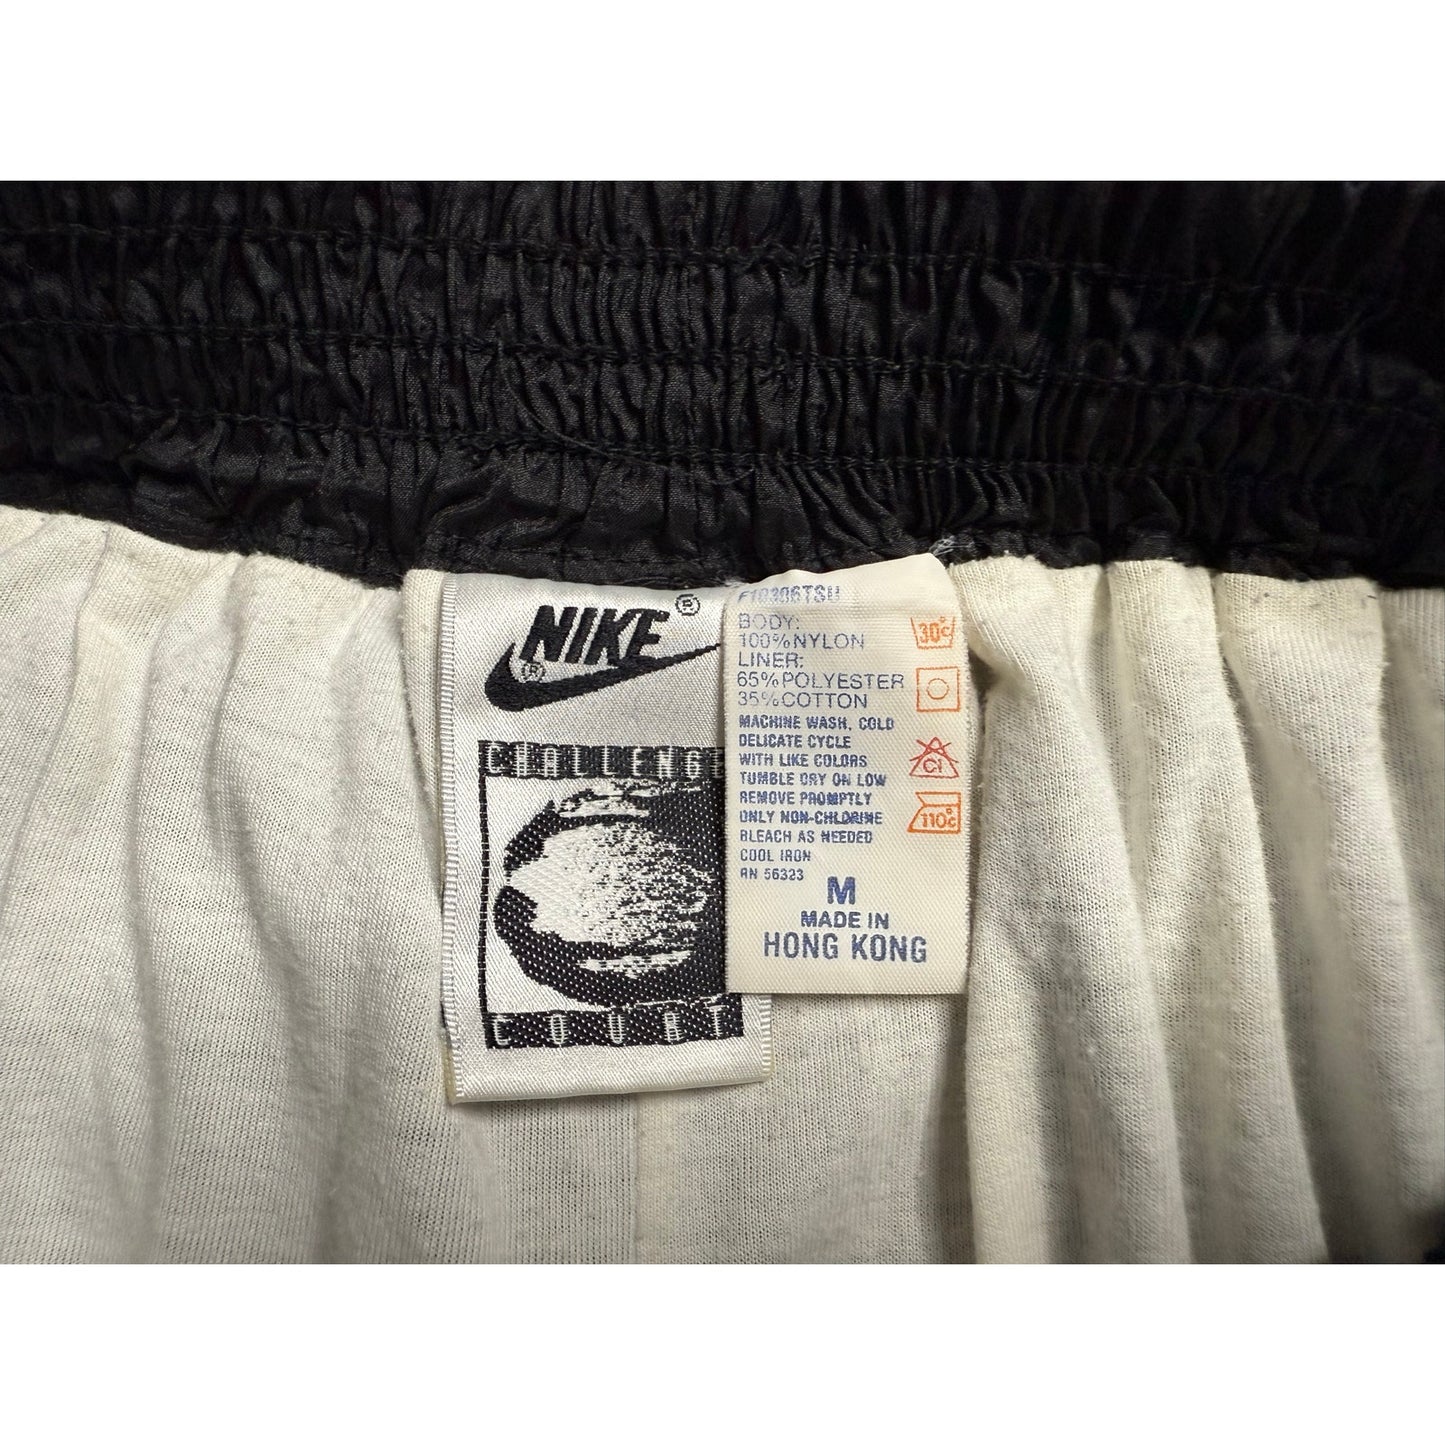 NIKE®
®
CHALLENGE
COURT
F10306TSU
BODY:
100%NYLON
LINER:
65%POLYESTER
35%COTTON
MACHINE WASH, COLD
DELICATE CYCLE
WITH LIKE COLORS
TUMBLE DRY ON LOW
REMOVE PROMPTLY
ONLY NON-CHLORINE
BLEACH AS NEEDED
COOL IRON
RN 56323
M
MADE IN
HONG KONG
30°C
Cl
110°C